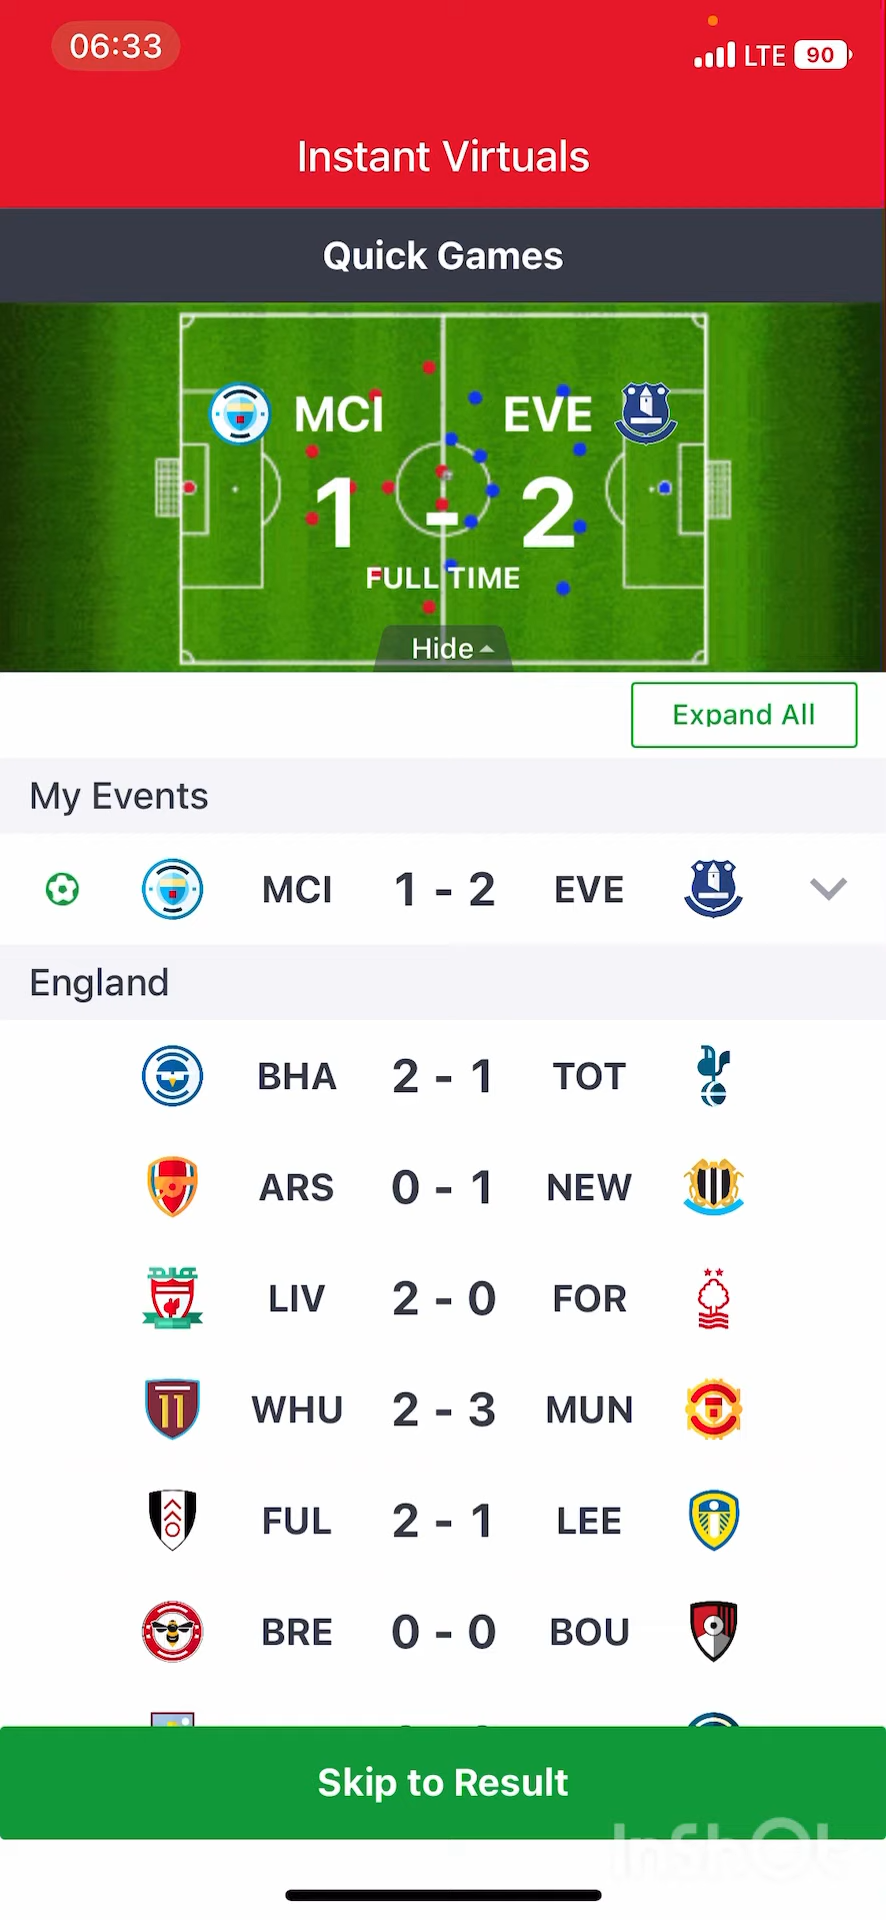 06:33
LTE 90
Instant Virtuals
Quick Games
MCI EVE
1 - 2
FULL TIME
Hide
Expand All
My Events
MCI 1 - 2 EVE
England
BHA 2 - 1 TOT
ARS 0 - 1 NEW
LIV 2 - 0 FOR
WHU 2 - 3 MUN
FUL 2 - 1 LEE
BRE 0 - 0 BOU
Skip to Result
InShOt